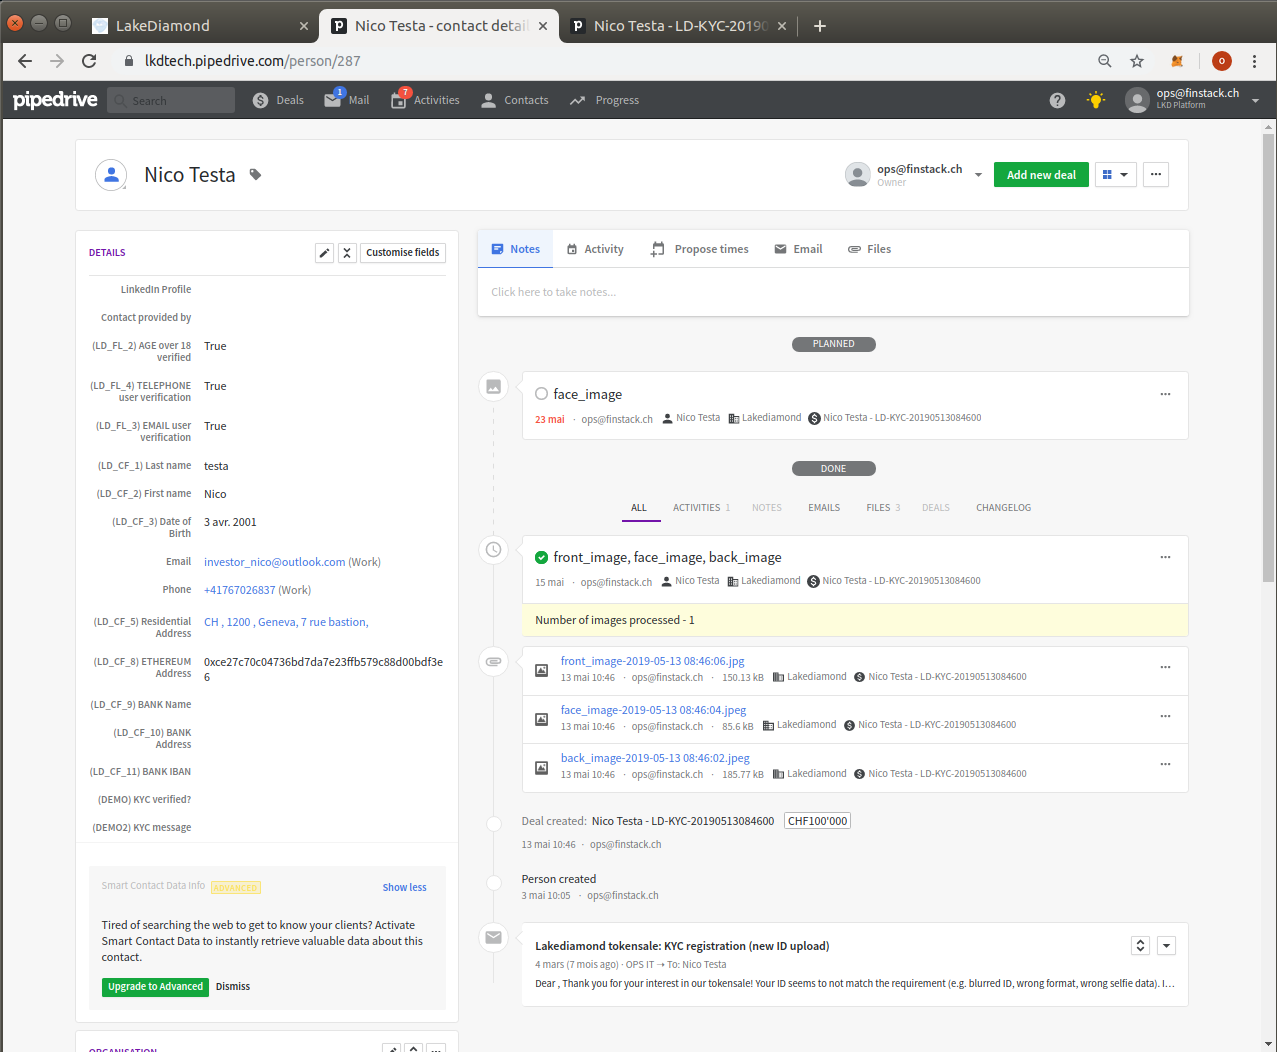 LakeDiamond
Nico Testa - contact detai
Nico Testa - LD-KYC-20190
lkdtech.pipedrive.com/person/287
O
pipedrive
Search
Deals
1
Mail
7
Activities
Contacts
Progress
ops@finstack.ch
LKD Platform
Nico Testa
ops@finstack.ch
Owner
Add new deal
DETAILS
Customise fields
LinkedIn Profile
Contact provided by
(LD_FL_2) AGE over 18
verified
True
(LD_FL_4) TELEPHONE
user verification
True
(LD_FL_3) EMAIL user
verification
True
(LD_CF_1) Last name
testa
(LD_CF_2) First name
Nico
(LD_CF_3) Date of
Birth
3 avr. 2001
Email
investor_nico@outlook.com (Work)
Phone
+41767026837 (Work)
(LD_CF_5) Residential
Address
CH , 1200 , Geneva, 7 rue bastion,
(LD_CF_8) ETHEREUM
Address
0xce27c70c04736bd7da7e23ffb579c88d00bdf3e
6
(LD_CF_9) BANK Name
(LD_CF_10) BANK
Address
(LD_CF_11) BANK IBAN
(DEMO) KYC verified?
(DEMO2) KYC message
Smart Contact Data Info ADVANCED
Show less
Tired of searching the web to get to know your clients? Activate
Smart Contact Data to instantly retrieve valuable data about this
contact.
Upgrade to Advanced
Dismiss
ORGANISATION
Notes
Activity
Propose times
Email
Files
Click here to take notes...
PLANNED
face_image
23 mai · ops@finstack.ch Nico Testa Lakediamond Nico Testa - LD-KYC-20190513084600
DONE
ALL
ACTIVITIES 1
NOTES
EMAILS
FILES 3
DEALS
CHANGELOG
front_image, face_image, back_image
15 mai · ops@finstack.ch Nico Testa Lakediamond Nico Testa - LD-KYC-20190513084600
Number of images processed - 1
front_image-2019-05-13 08:46:06.jpg
13 mai 10:46 · ops@finstack.ch · 150.13 kB Lakediamond Nico Testa - LD-KYC-20190513084600
face_image-2019-05-13 08:46:04.jpeg
13 mai 10:46 · ops@finstack.ch · 85.6 kB Lakediamond Nico Testa - LD-KYC-20190513084600
back_image-2019-05-13 08:46:02.jpeg
13 mai 10:46 · ops@finstack.ch · 185.77 kB Lakediamond Nico Testa - LD-KYC-20190513084600
Deal created: Nico Testa - LD-KYC-20190513084600 CHF100'000
13 mai 10:46 · ops@finstack.ch
Person created
3 mai 10:05 · ops@finstack.ch
Lakediamond tokensale: KYC registration (new ID upload)
4 mars (7 mois ago) · OPS IT → To: Nico Testa
Dear , Thank you for your interest in our tokensale! Your ID seems to not match the requirement (e.g. blurred ID, wrong format, wrong selfie data). I...